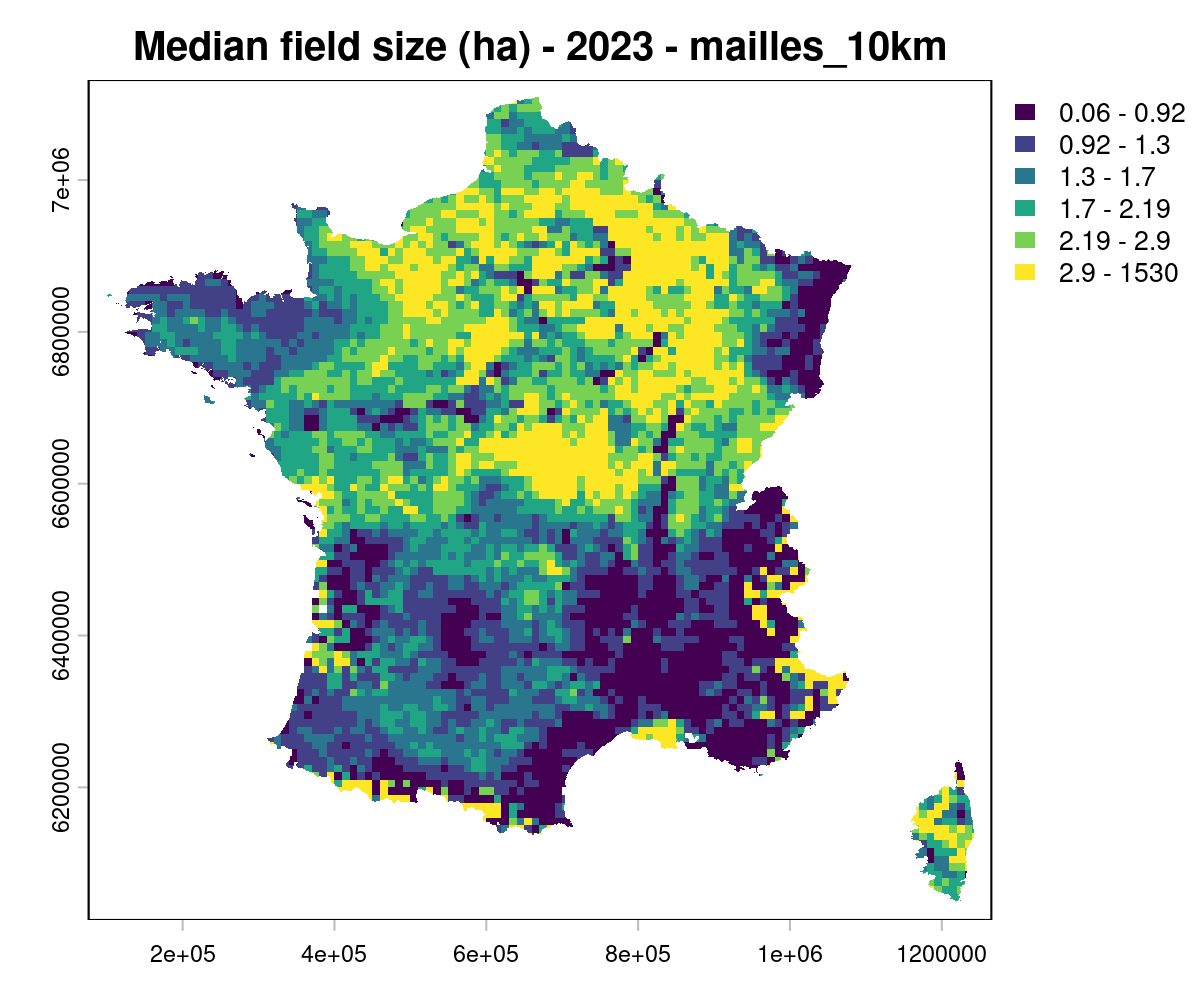 Median field size (ha) - 2023 - mailles_10km
0.06 - 0.92
0.92 - 1.3
1.3 - 1.7
1.7 - 2.19
2.19 - 2.9
2.9 - 1530
7e+06
6800000
6600000
6400000
6200000
2e+05 4e+05 6e+05 8e+05 1e+06 1200000